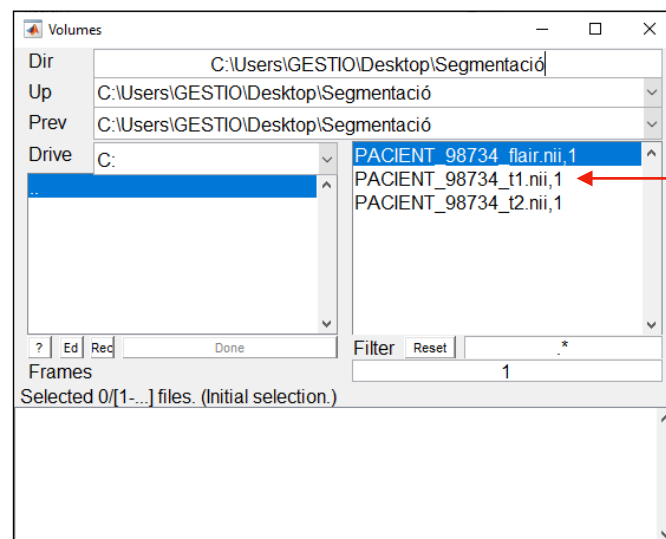 Volumes
Dir C:\Users\GESTIO\Desktop\Segmentació
Up C:\Users\GESTIO\Desktop\Segmentació
Prev C:\Users\GESTIO\Desktop\Segmentació
Drive C:
..
PACIENT_98734_flair.nii,1
PACIENT_98734_t1.nii,1
PACIENT_98734_t2.nii,1
? Ed Rec Done Filter Reset .*
Frames 1
Selected 0/[1-...] files. (Initial selection.)